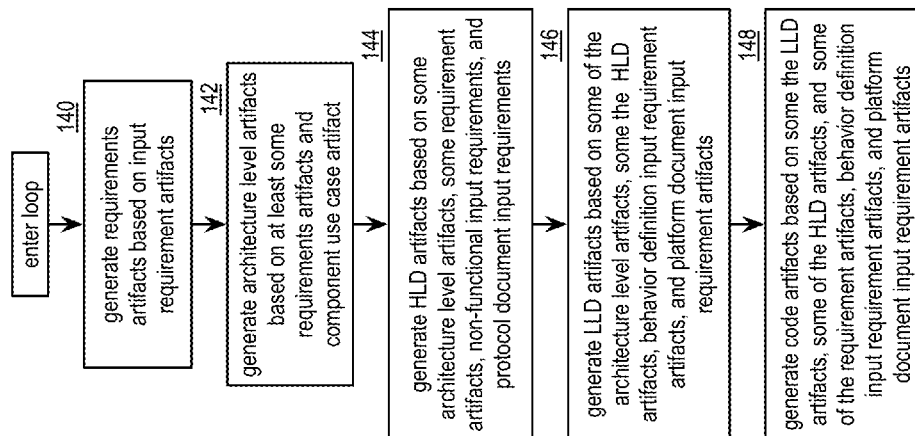 enter loop
140
generate requirements
artifacts based on input
requirement artifacts
142
generate architecture level artifacts
based on at least some
requirements artifacts and
component use case artifact
144
generate HLD artifacts based on some
architecture level artifacts, some requirement
artifacts, non-functional input requirements, and
protocol document input requirements
146
generate LLD artifacts based on some of the
architecture level artifacts, some the HLD
artifacts, behavior definition input requirement
artifacts, and platform document input
requirement artifacts
148
generate code artifacts based on some the LLD
artifacts, some of the HLD artifacts, and some
of the requirement artifacts, behavior definition
input requirement artifacts, and platform
document input requirement artifacts